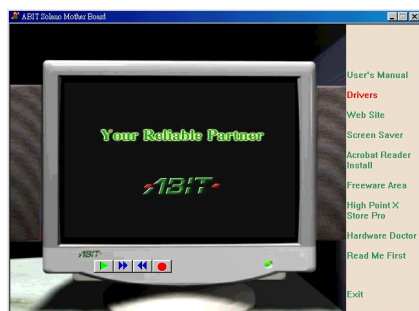 ABIT Solano Mother Board
Your Reliable Partner
ABIT
ABIT
User's Manual
Drivers
Web Site
Screen Saver
Acrobat Reader
Install
Freeware Area
High Point X
Store Pro
Hardware Doctor
Read Me First
Exit